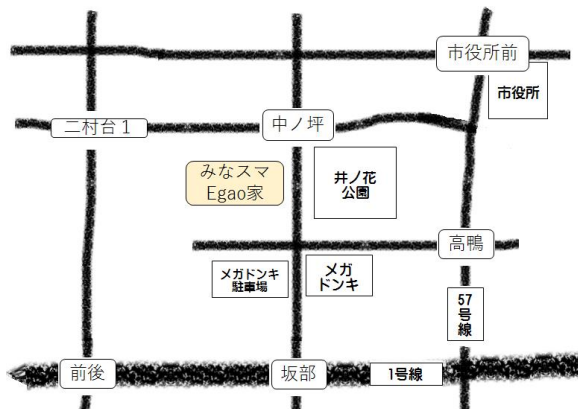 市役所前
市役所
二村台１
中ノ坪
みなスマ
Egao家
井ノ花
公園
高鴨
メガドンキ
駐車場
メガ
ドンキ
57
号
線
前後
坂部
1号線